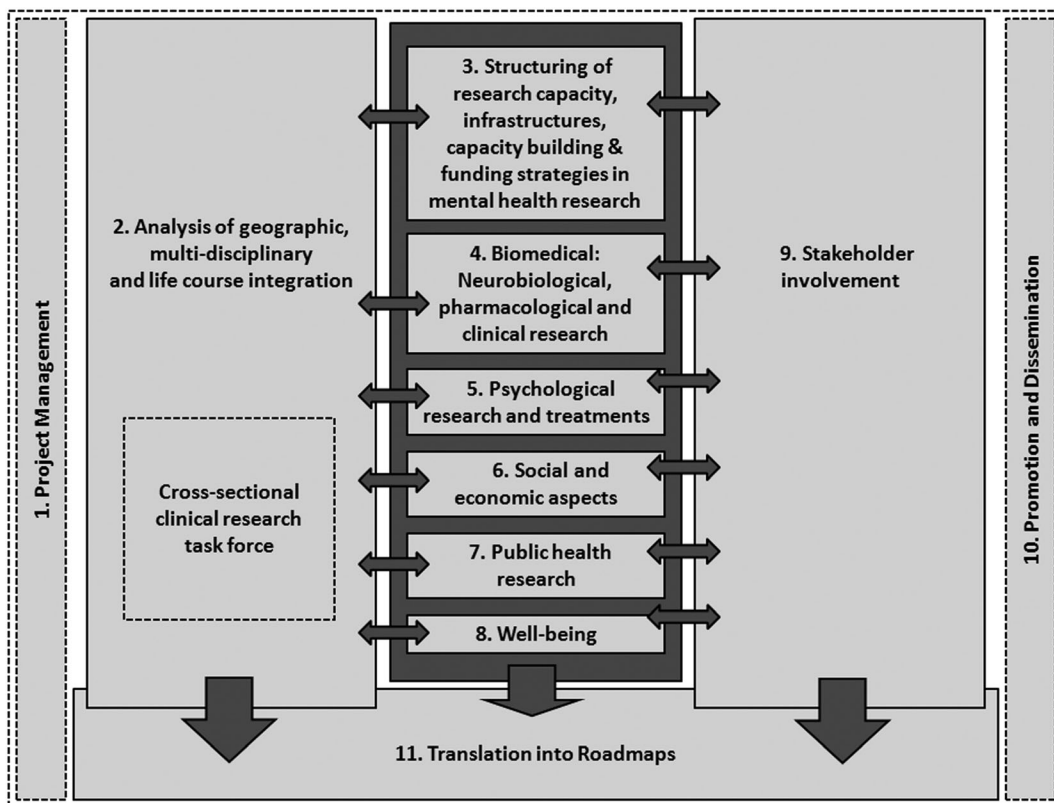 1. Project Management
2. Analysis of geographic,
multi-disciplinary
and life course integration
Cross-sectional
clinical research
task force
3. Structuring of
research capacity,
infrastructures,
capacity building &
funding strategies in
mental health research
4. Biomedical:
Neurobiological,
pharmacological and
clinical research
5. Psychological
research and treatments
6. Social and
economic aspects
7. Public health
research
8. Well-being
9. Stakeholder
involvement
10. Promotion and Dissemination
11. Translation into Roadmaps